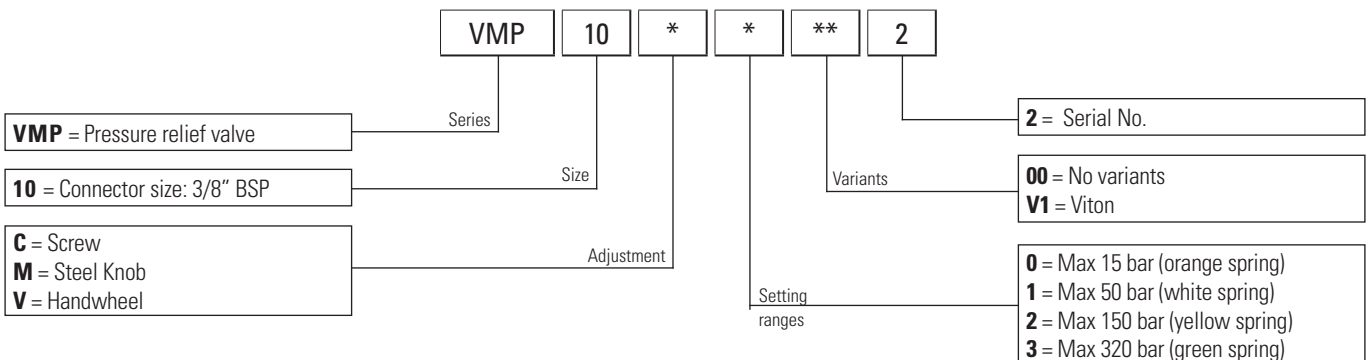 VMP 10 * * ** 2
Series
VMP = Pressure relief valve
Size
10 = Connector size: 3/8” BSP
Adjustment
C = Screw
M = Steel Knob
V = Handwheel
2 = Serial No.
Variants
00 = No variants
V1 = Viton
Setting
ranges
0 = Max 15 bar (orange spring)
1 = Max 50 bar (white spring)
2 = Max 150 bar (yellow spring)
3 = Max 320 bar (green spring)